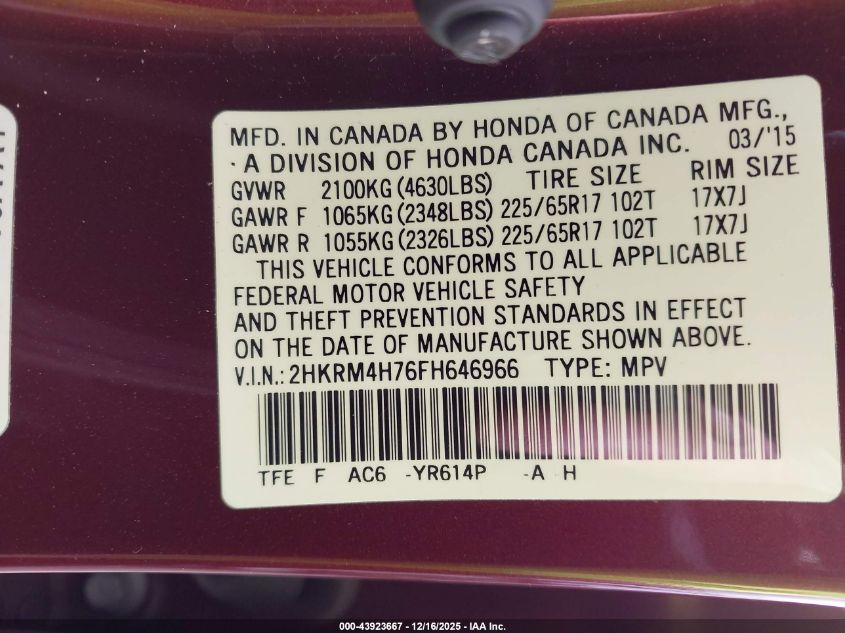 MFD. IN CANADA BY HONDA OF CANADA MFG.,
· A DIVISION OF HONDA CANADA INC. 03/'15
GVWR 2100KG (4630LBS) TIRE SIZE RIM SIZE
GAWR F 1065KG (2348LBS) 225/65R17 102T 17X7J
GAWR R 1055KG (2326LBS) 225/65R17 102T 17X7J
THIS VEHICLE CONFORMS TO ALL APPLICABLE
FEDERAL MOTOR VEHICLE SAFETY
AND THEFT PREVENTION STANDARDS IN EFFECT
ON THE DATE OF MANUFACTURE SHOWN ABOVE.
V.I.N.: 2HKRM4H76FH646966 TYPE: MPV
TFE F AC6 -YR614P -A H
000-43923667 - 12/16/2025 - IAA Inc.